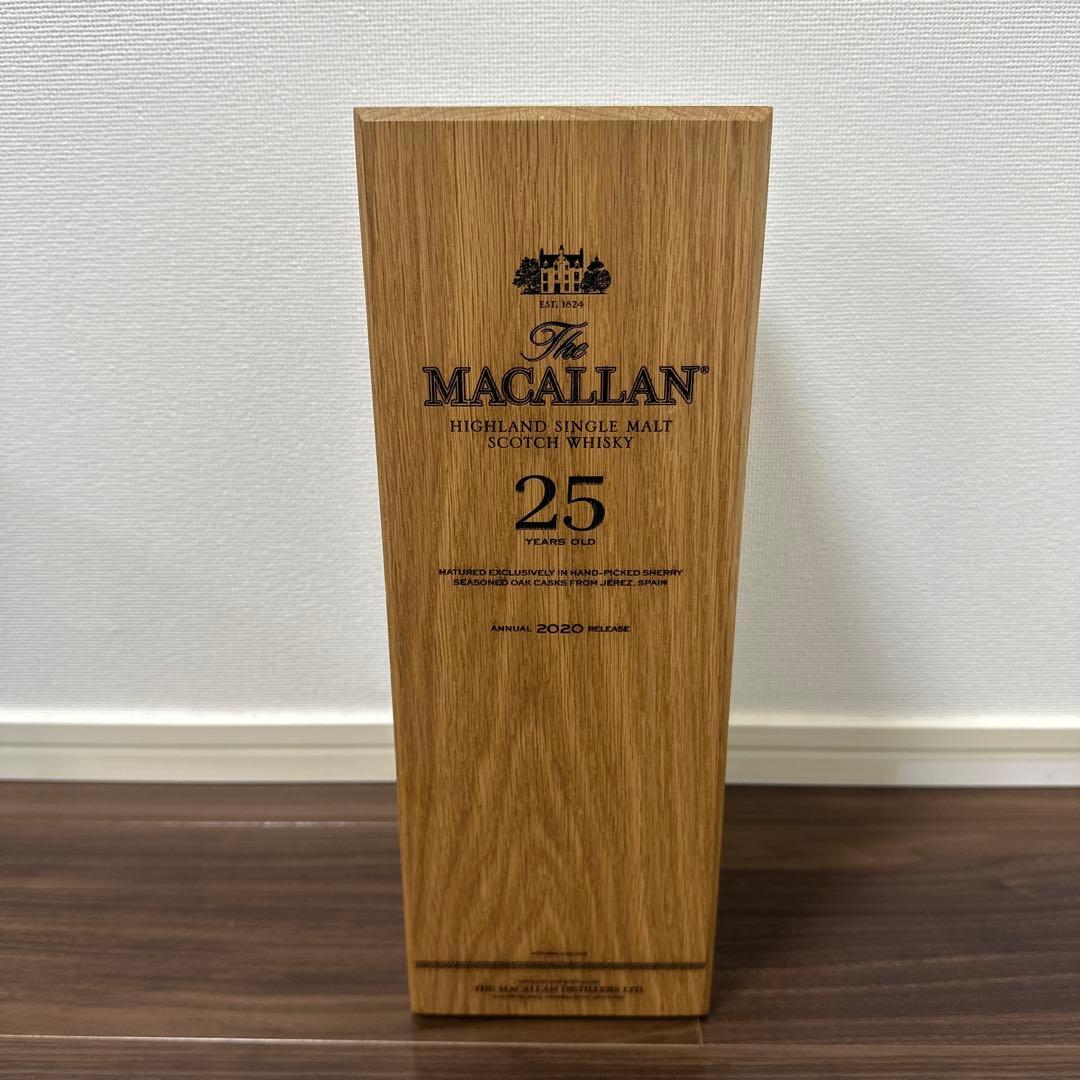 EST. 1824
The
MACALLAN®
HIGHLAND SINGLE MALT
SCOTCH WHISKY
25
YEARS OLD
MATURED EXCLUSIVELY IN HAND-PICKED SHERRY
SEASONED OAK CASKS FROM JEREZ, SPAIN
ANNUAL 2020 RELEASE
THE MACALLAN DISTILLERS LTD.